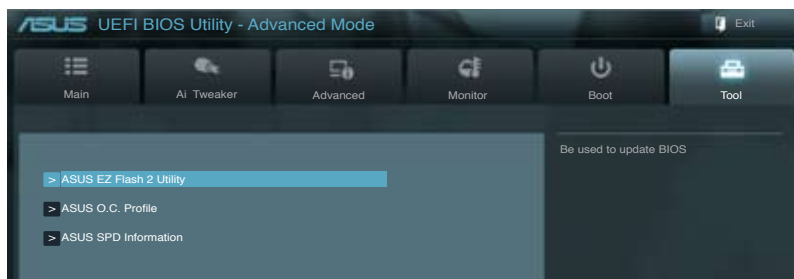 ASUS UEFI BIOS Utility - Advanced Mode
Exit
Main
Ai Tweaker
Advanced
Monitor
Boot
Tool
Be used to update BIOS
> ASUS EZ Flash 2 Utility
> ASUS O.C. Profile
> ASUS SPD Information